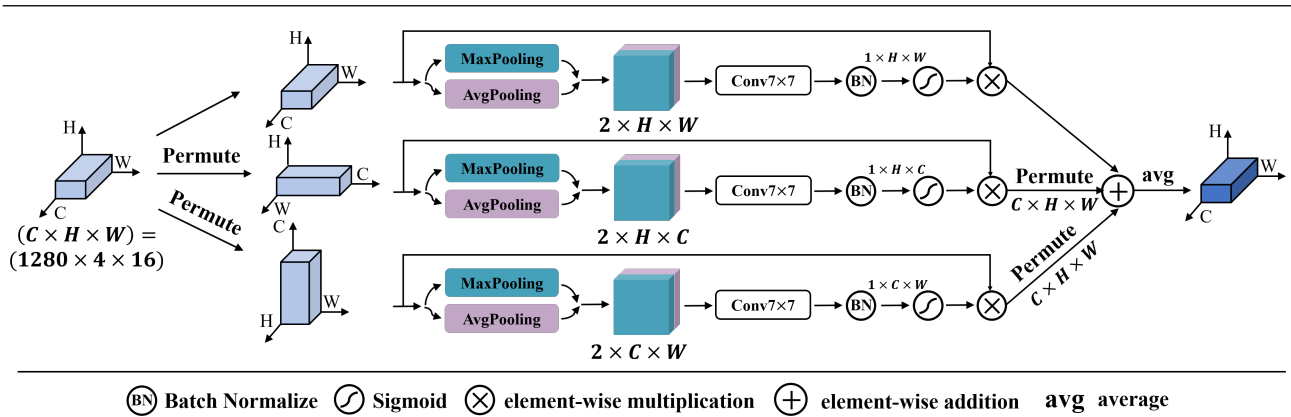 H
W
C
MaxPooling
AvgPooling
2 × H × W
Conv7×7
BN
1 × H × W
H
W
C
(C × H × W) =
(1280 × 4 × 16)
Permute
Permute
H
C
W
MaxPooling
AvgPooling
2 × H × C
Conv7×7
BN
1 × H × C
Permute
C × H × W
avg
H
W
C
C
W
H
MaxPooling
AvgPooling
2 × C × W
Conv7×7
BN
1 × C × W
Permute
C × H × W
BN Batch Normalize Sigmoid element-wise multiplication element-wise addition avg average